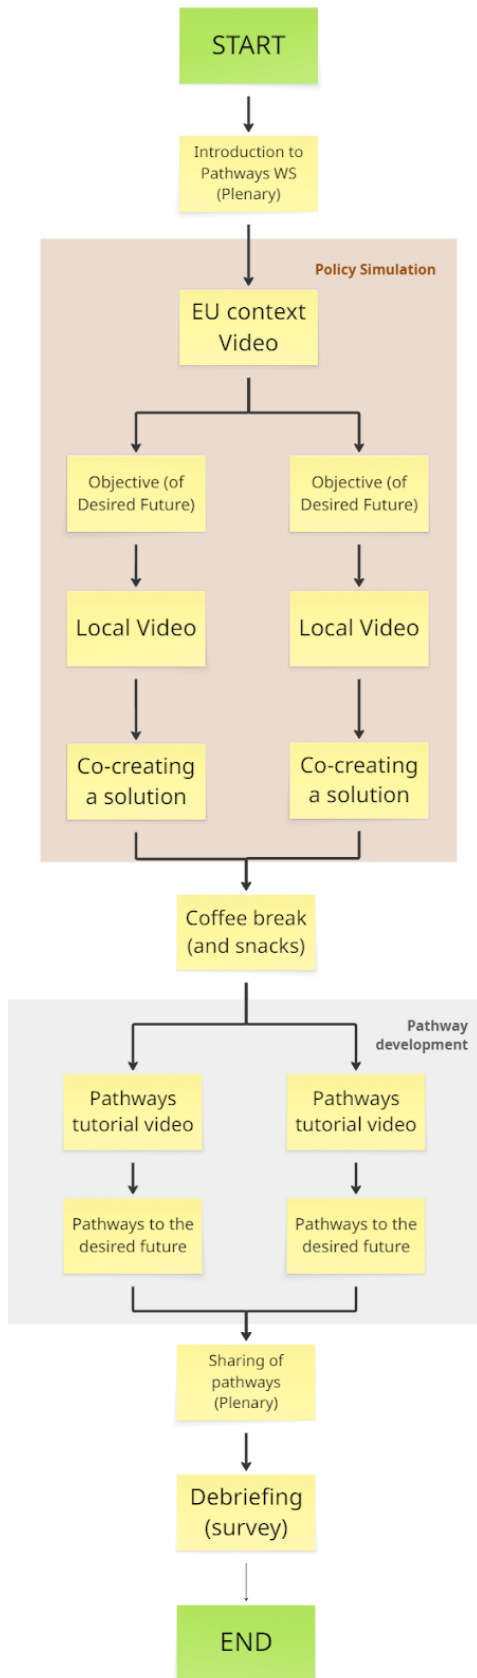 START
Introduction to
Pathways WS
(Plenary)
Policy Simulation
EU context
Video
Objective (of
Desired Future)
Objective (of
Desired Future)
Local Video
Local Video
Co-creating
a solution
Co-creating
a solution
Coffee break
(and snacks)
Pathway
development
Pathways
tutorial video
Pathways
tutorial video
Pathways to the
desired future
Pathways to the
desired future
Sharing of
pathways
(Plenary)
Debriefing
(survey)
END